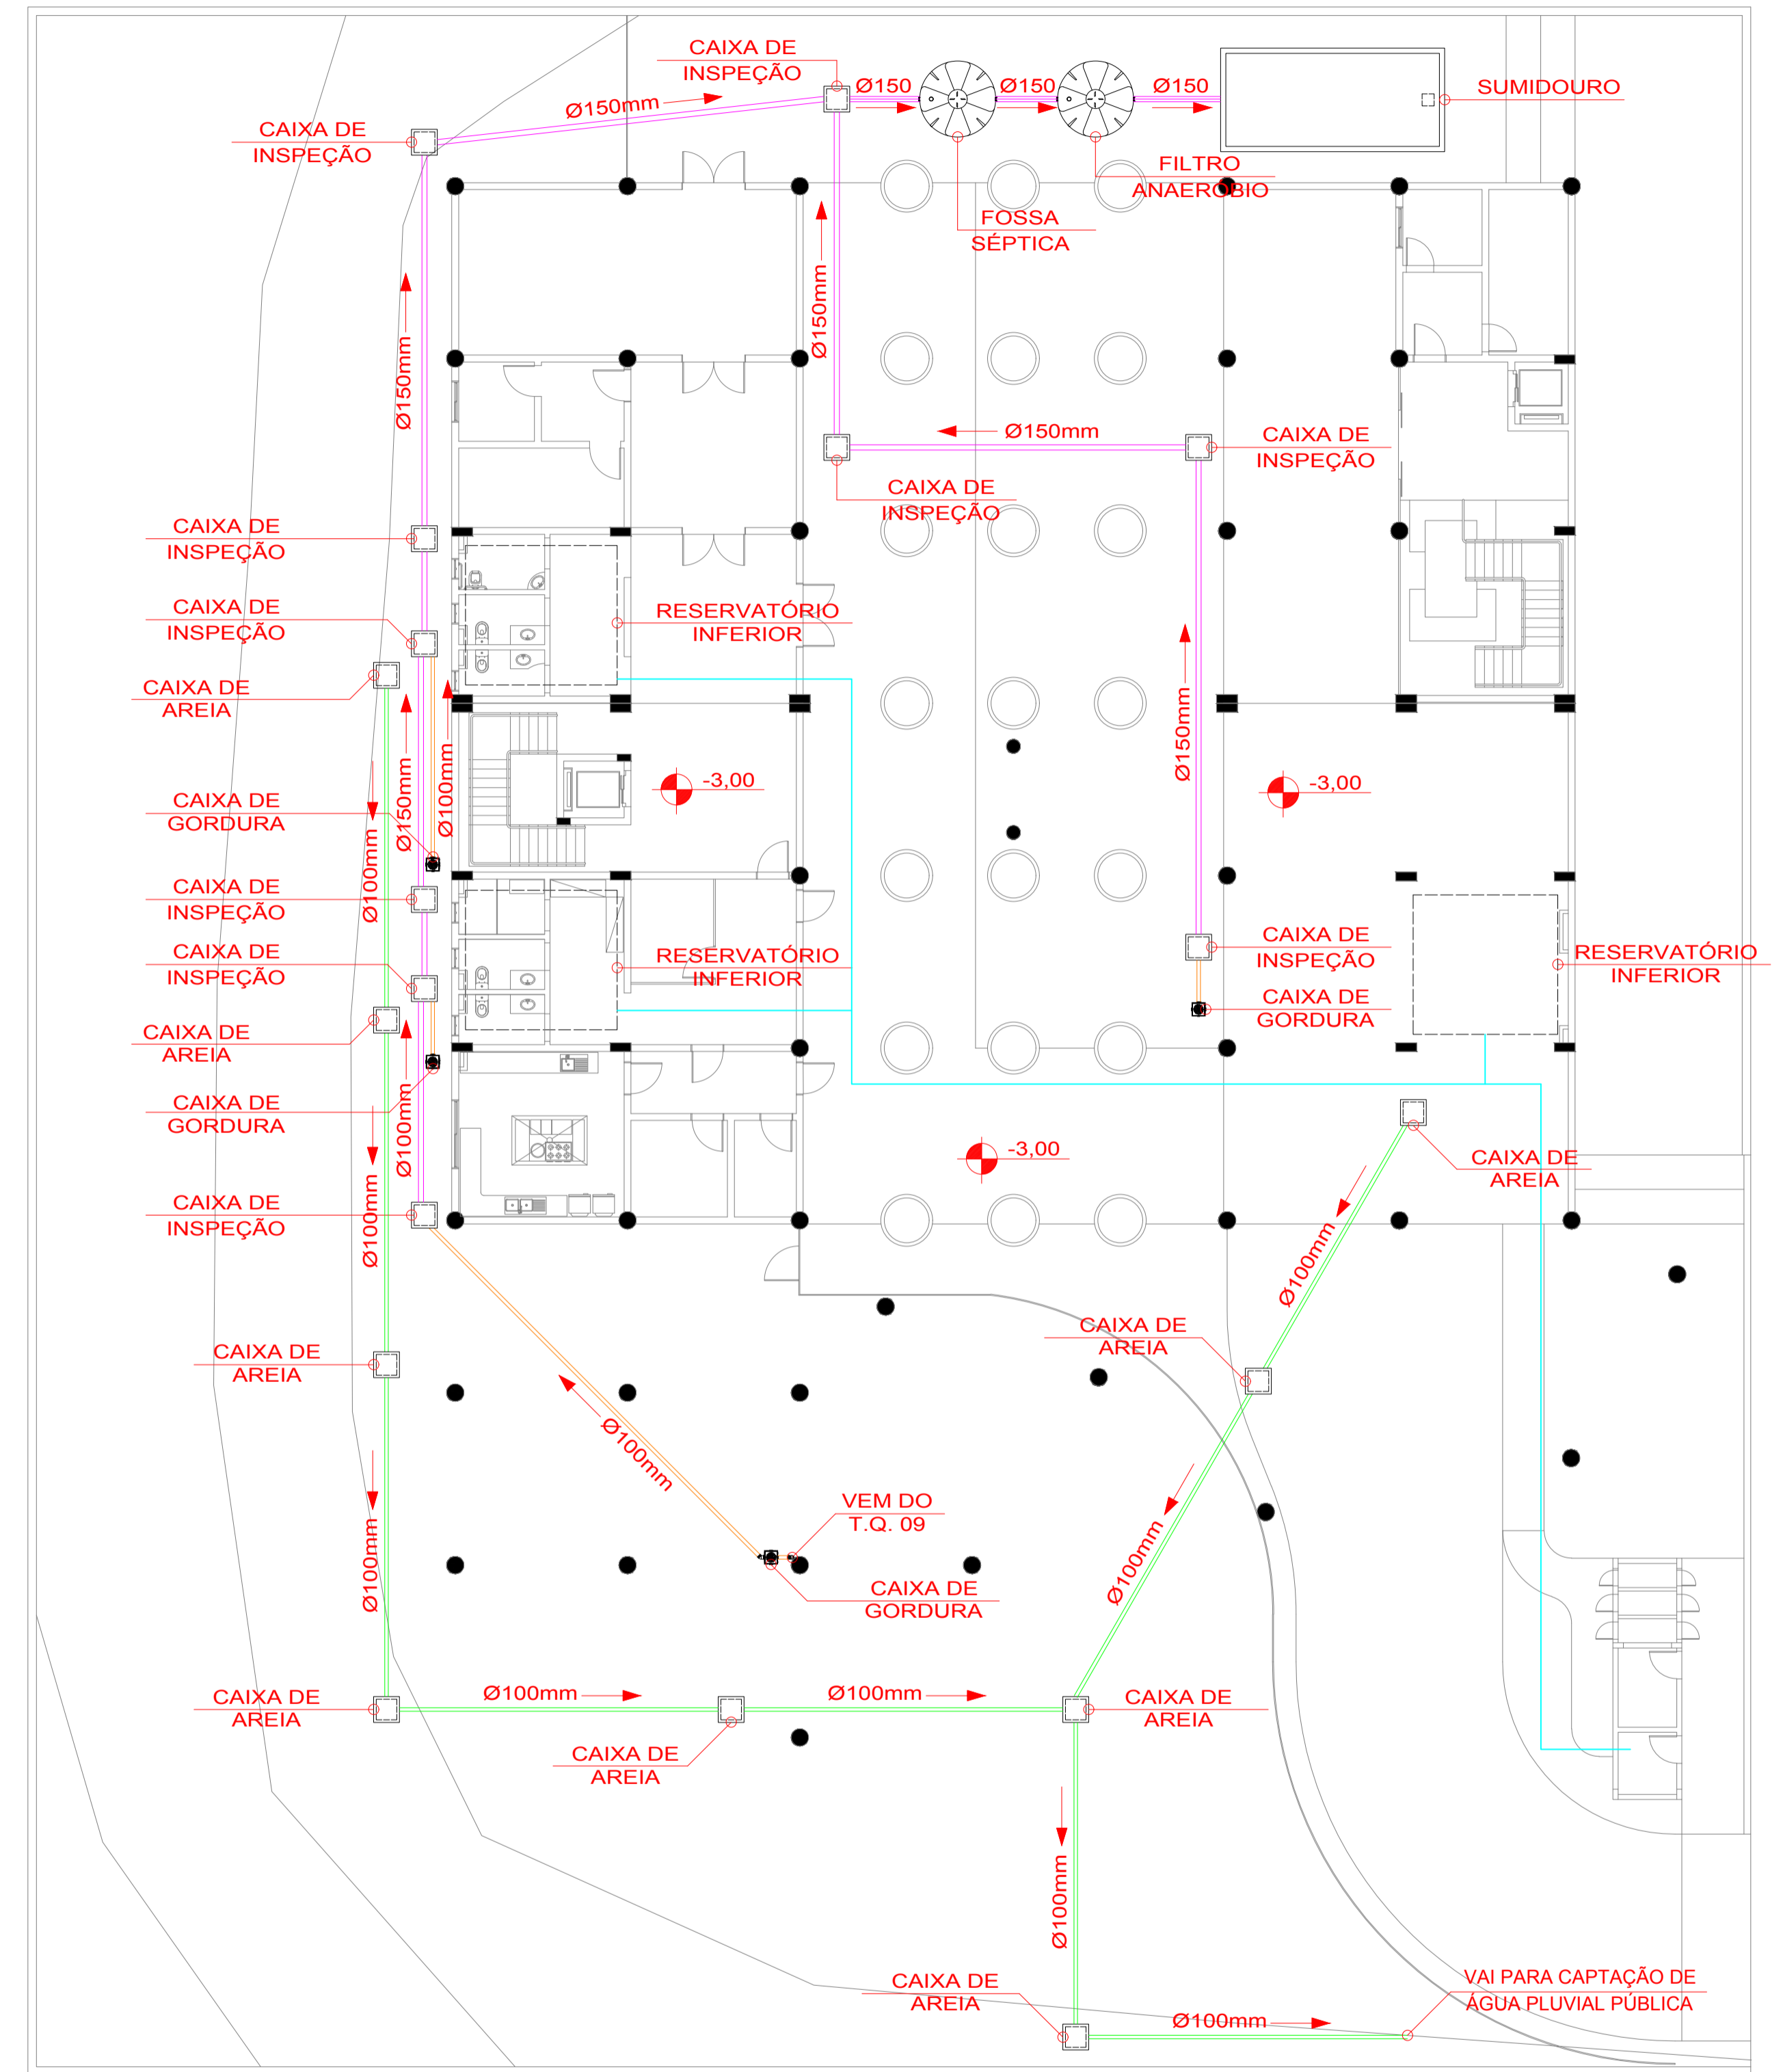 CAIXA DE
INSPEÇÃO
Ø150
Ø150
Ø150
SUMIDOURO
Ø150mm
CAIXA DE
INSPEÇÃO
FILTRO
ANAERÓBIO
FOSSA
SÉPTICA
Ø150mm
Ø150mm
Ø150mm
CAIXA DE
INSPEÇÃO
CAIXA DE
INSPEÇÃO
CAIXA DE
INSPEÇÃO
CAIXA DE
INSPEÇÃO
RESERVATÓRIO
INFERIOR
CAIXA DE
AREIA
Ø150mm
Ø100mm
Ø150mm
-3,00
-3,00
CAIXA DE
GORDURA
Ø100mm
CAIXA DE
INSPEÇÃO
CAIXA DE
INSPEÇÃO
RESERVATÓRIO
INFERIOR
CAIXA DE
INSPEÇÃO
RESERVATÓRIO
INFERIOR
CAIXA DE
GORDURA
CAIXA DE
AREIA
CAIXA DE
GORDURA
Ø100mm
-3,00
CAIXA DE
AREIA
CAIXA DE
INSPEÇÃO
Ø100mm
Ø100mm
CAIXA DE
AREIA
CAIXA DE
AREIA
Ø100mm
VEM DO
T.Q. 09
Ø100mm
Ø100mm
CAIXA DE
GORDURA
CAIXA DE
AREIA
Ø100mm
Ø100mm
CAIXA DE
AREIA
CAIXA DE
AREIA
Ø100mm
CAIXA DE
AREIA
VAI PARA CAPTAÇÃO DE
ÁGUA PLUVIAL PÚBLICA
Ø100mm